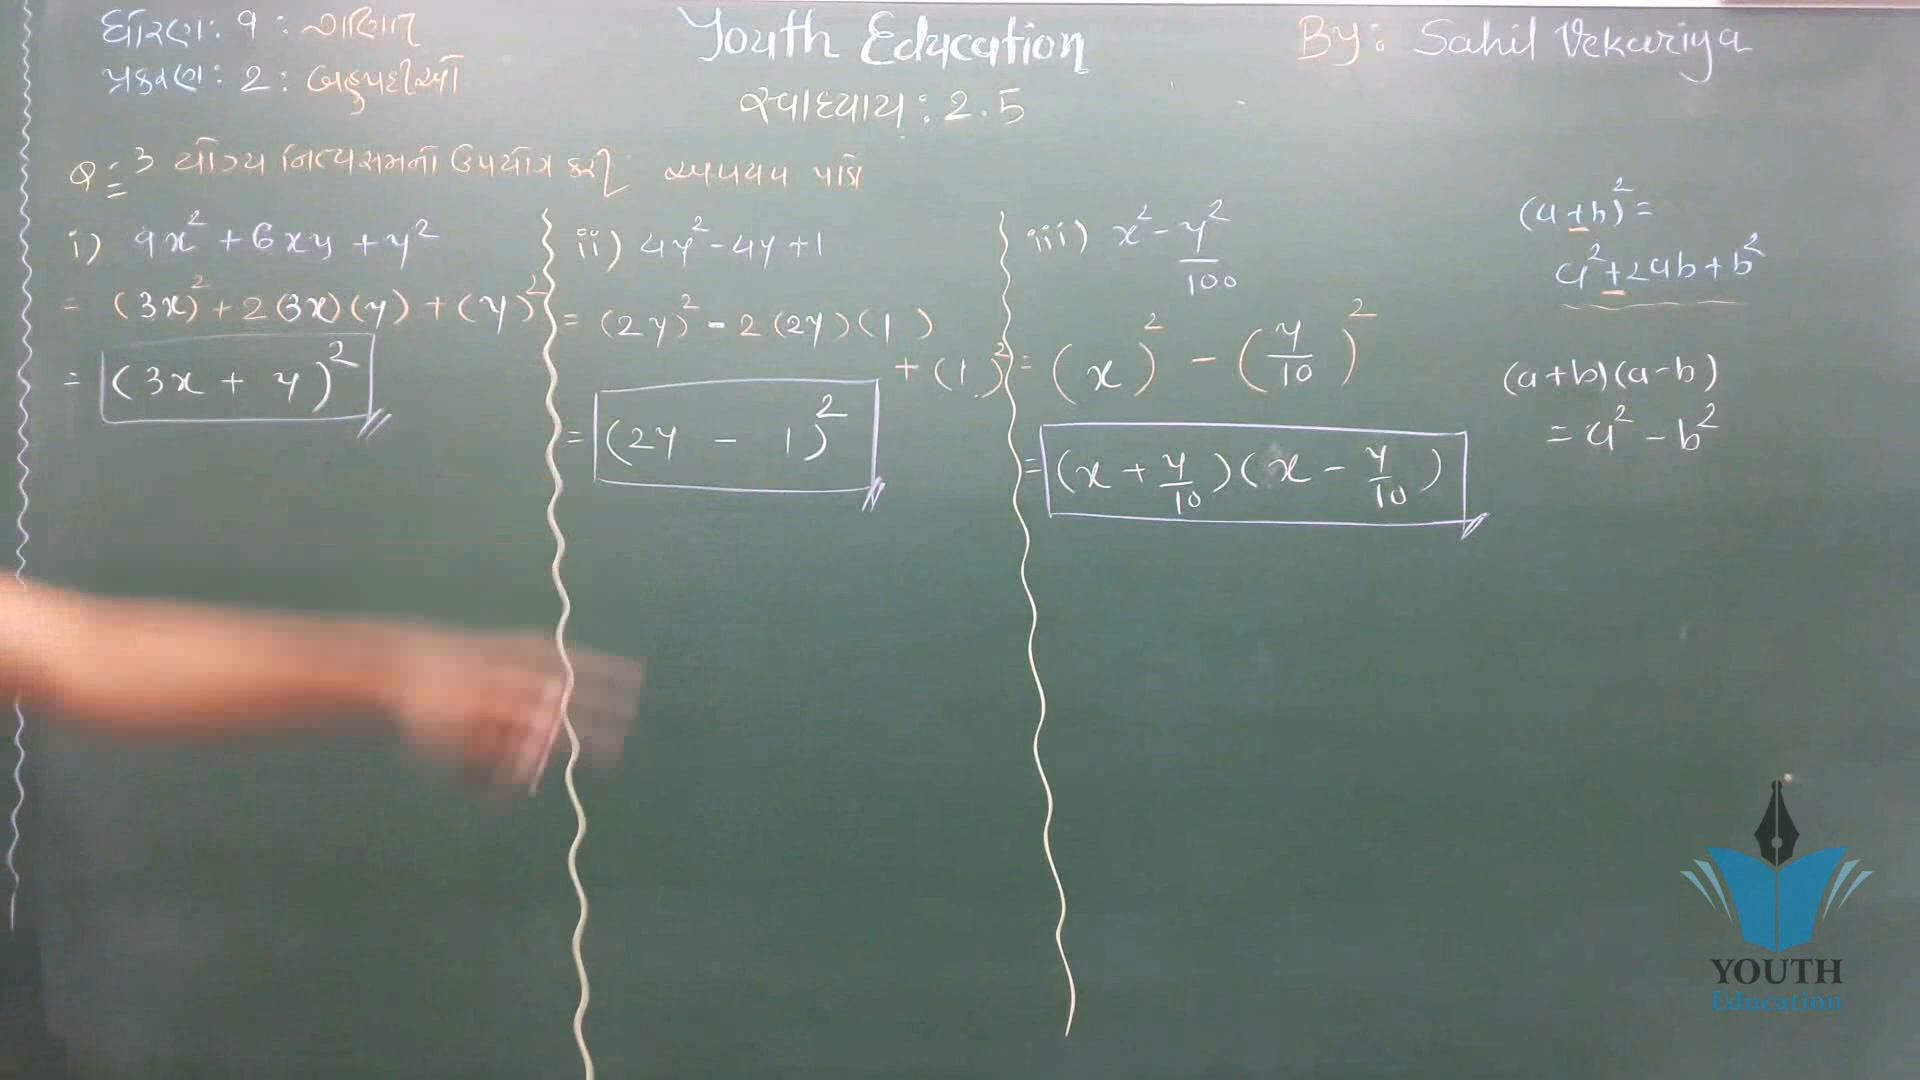 ધોરણ: ૧ : ગણિત
પ્રકરણ: 2: બહુપદીઓ
Youth Education
By: Sahil Vekariya
સ્વાધ્યાય: 2.5
Q:3 યોગ્ય નિત્યસમનો ઉપયોગ કરી અવયવ પાડો
i) 9x² + 6xy + y²
= (3x)² + 2(3x)(y) + (y)²
= (3x + y)²
ii) 4y² - 4y + 1
= (2y)² - 2(2y)(1)
+ (1)²
= (2y - 1)²
iii) x² - y²/100
= (x)² - (y/10)²
= (x + y/10)(x - y/10)
(a+b)² =
a²+2ab+b²
(a+b)(a-b)
= a² - b²
YOUTH
Education